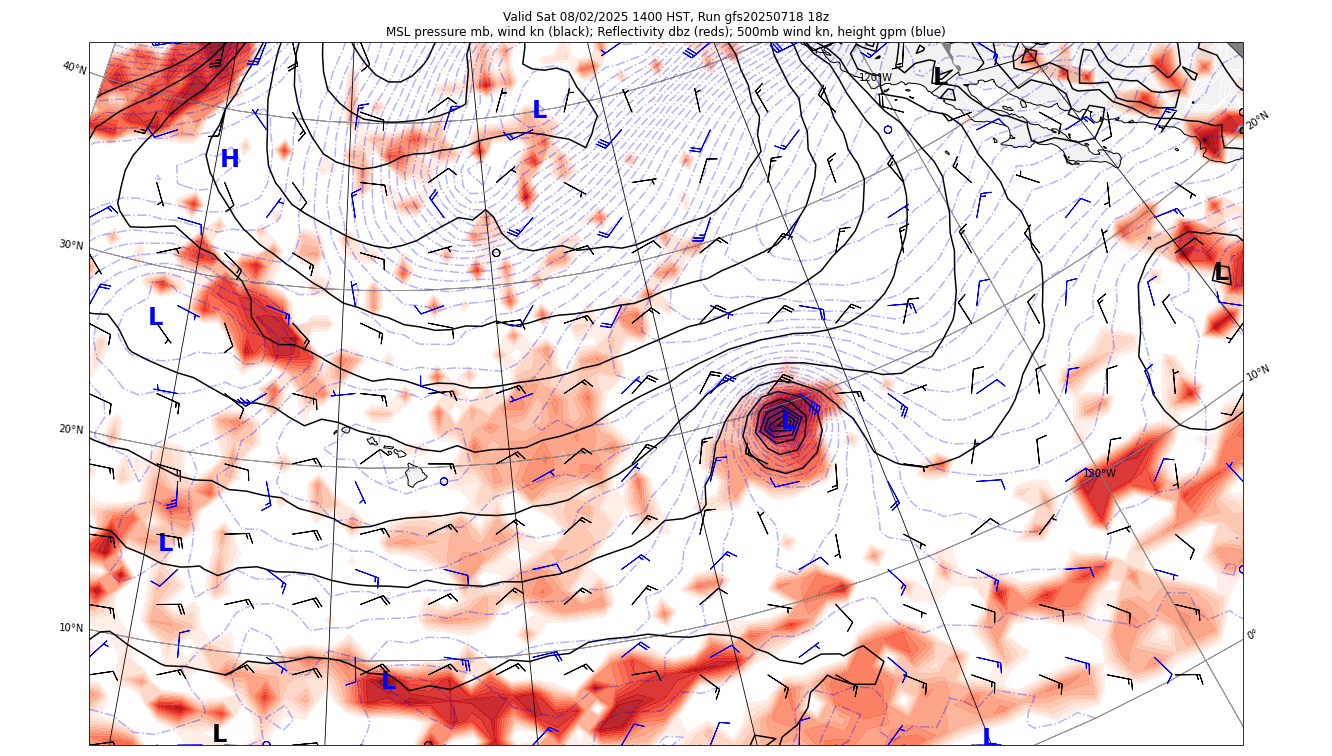 Valid Sat 08/02/2025 1400 HST, Run gfs20250718 18z
MSL pressure mb, wind kn (black); Reflectivity dbz (reds); 500mb wind kn, height gpm (blue)
40°N
120°W
L
L
20°N
H
30°N
L
L
10°N
L
20°N
120°W
L
10°N
0°
L
L
L